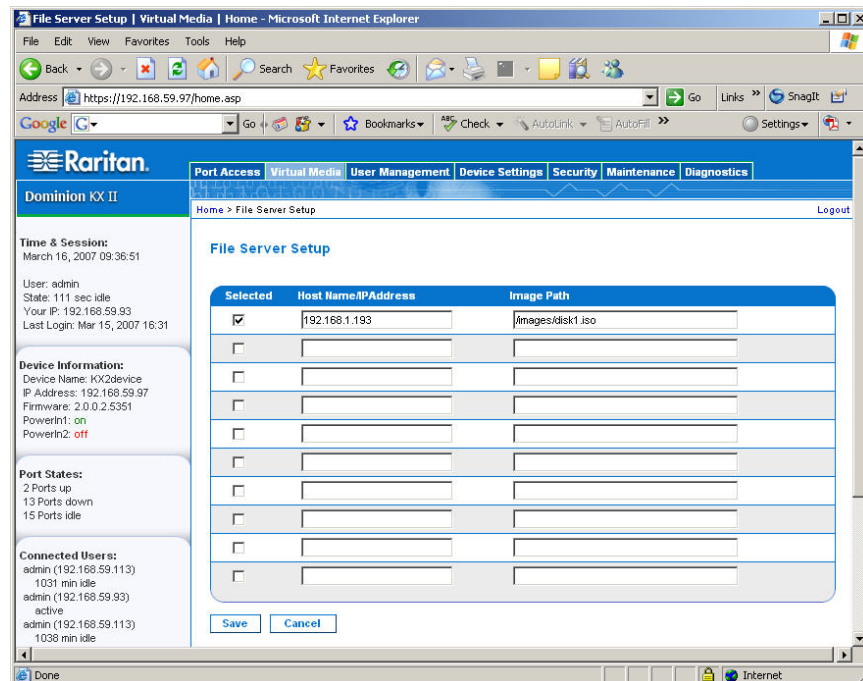 File Server Setup | Virtual Media | Home - Microsoft Internet Explorer
File Edit View Favorites Tools Help
Back Search Favorites
Address https://192.168.59.97/home.asp Go Links » SnagIt
Google G Go Bookmarks ABC Check AutoLink AutoFill » Settings
Raritan.
Dominion KX II
Port Access Virtual Media User Management Device Settings Security Maintenance Diagnostics
Home > File Server Setup Logout
Time & Session:
March 16, 2007 09:36:51
User: admin
State: 111 sec idle
Your IP: 192.168.59.93
Last Login: Mar 15, 2007 16:31
Device Information:
Device Name: KX2device
IP Address: 192.168.59.97
Firmware: 2.0.0.2.5351
PowerIn1: on
PowerIn2: off
Port States:
2 Ports up
13 Ports down
15 Ports idle
Connected Users:
admin (192.168.59.113)
1031 min idle
admin (192.168.59.93)
active
admin (192.168.59.113)
1038 min idle
File Server Setup
Selected Host Name/IPAddress Image Path
192.168.1.193 /images/disk1.iso
Save Cancel
Done Internet